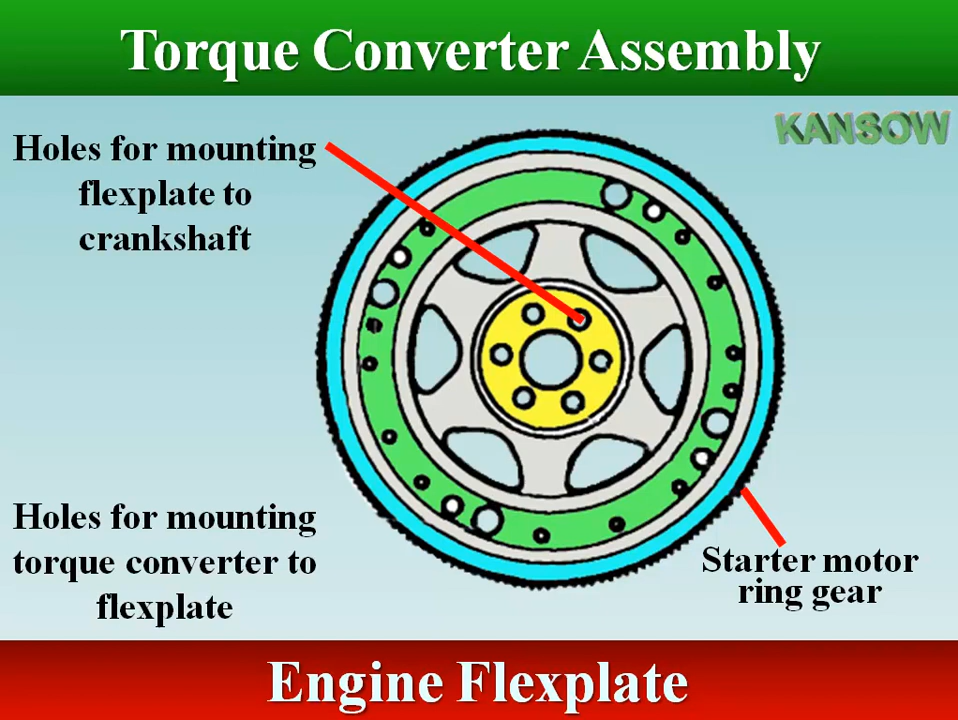 Torque Converter Assembly
KANSOW
Holes for mounting
flexplate to
crankshaft
Holes for mounting
torque converter to
flexplate
Starter motor
ring gear
Engine Flexplate